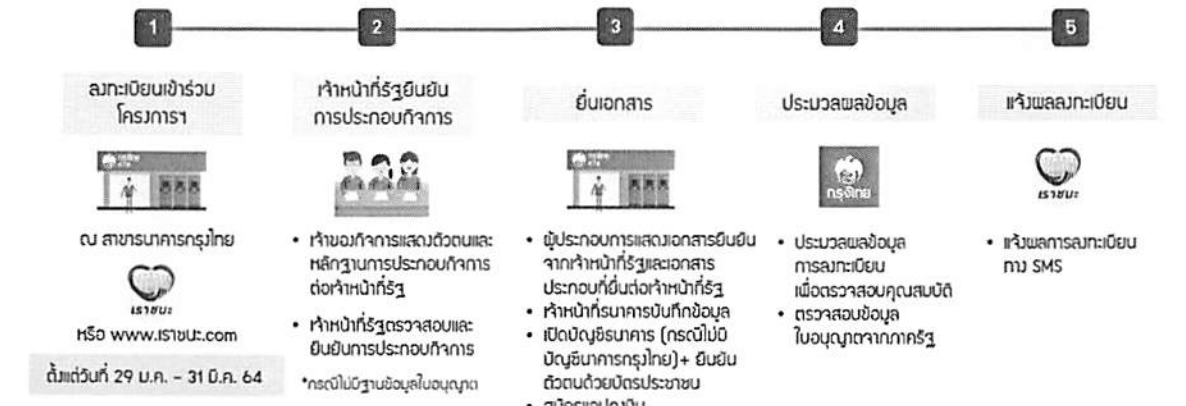 1
2
3
4
5
ลงทะเบียนเข้าร่วม
โครงการฯ
ณ สาขาธนาคารกรุงไทย
เราชนะ
หรือ www.เราชนะ.com
ตั้งแต่วันที่ 29 ม.ค. - 31 มี.ค. 64
เจ้าหน้าที่รัฐยืนยัน
การประกอบกิจการ
• เจ้าของกิจการแสดงตัวตนและ
หลักฐานการประกอบกิจการ
ต่อเจ้าหน้าที่รัฐ
• เจ้าหน้าที่รัฐตรวจสอบและ
ยืนยันการประกอบกิจการ
*กรณีไม่มีฐานข้อมูลใบอนุญาต
ยื่นเอกสาร
• ผู้ประกอบการแสดงเอกสารยืนยัน
จากเจ้าหน้าที่รัฐและเอกสาร
ประกอบที่ยื่นต่อเจ้าหน้าที่รัฐ
• เจ้าหน้าที่ธนาคารบันทึกข้อมูล
• เปิดบัญชีธนาคาร (กรณีไม่มี
บัญชีนาคารกรุงไทย)+ ยืนยัน
ตัวตนด้วยบัตรประชาชน
ประมวลผลข้อมูล
กรุงไทย
• ประมวลผลข้อมูล
การลงทะเบียน
เพื่อตรวจสอบคุณสมบัติ
• ตรวจสอบข้อมูล
ใบอนุญาตจากภาครัฐ
แจ้งผลลงทะเบียน
เราชนะ
• แจ้งผลการลงทะเบียน
ทาง SMS